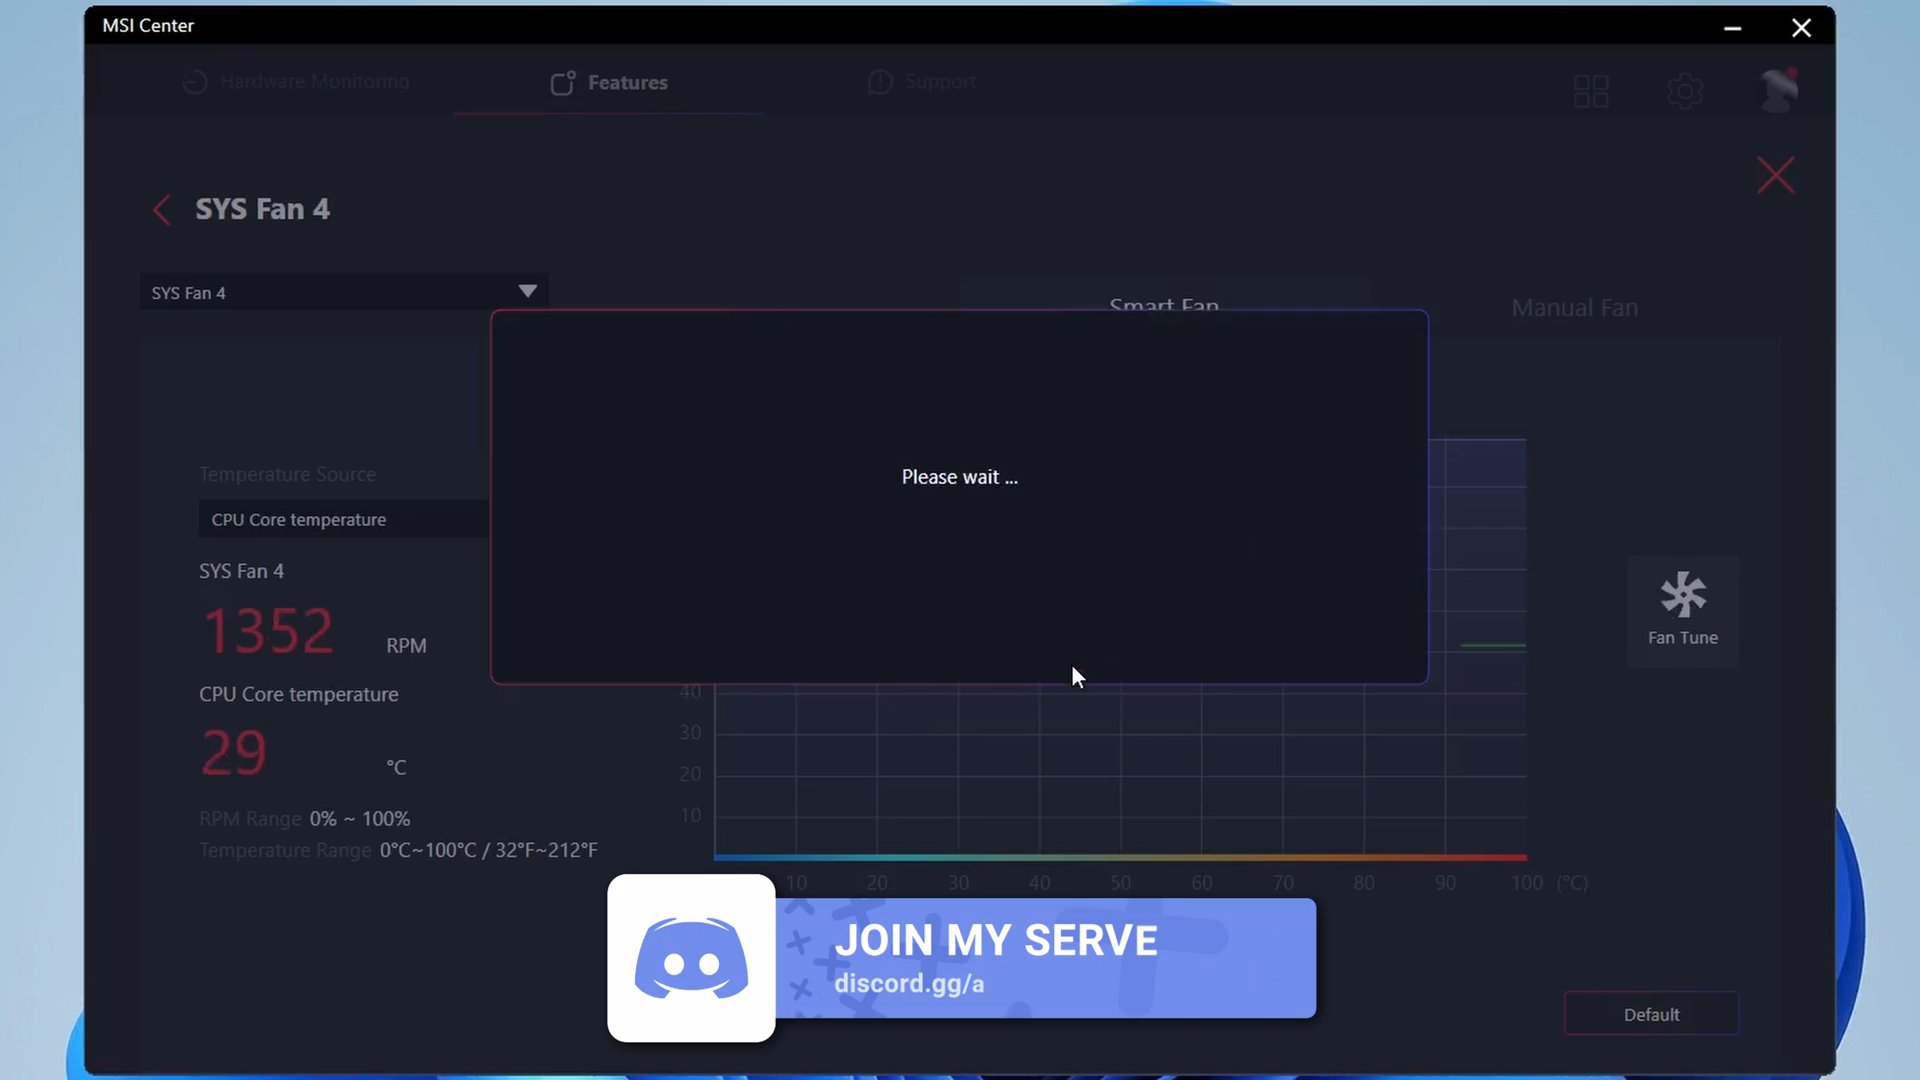 MSI Center
Hardware Monitoring
Features
Support
SYS Fan 4
SYS Fan 4
Smart Fan
Manual Fan
Please wait ...
Temperature Source
CPU Core temperature
SYS Fan 4
1352 RPM
Fan Tune
CPU Core temperature
29 °C
RPM Range 0% ~ 100%
Temperature Range 0°C~100°C / 32°F~212°F
40
30
20
10
10 20 30 40 50 60 70 80 90 100 (°C)
JOIN MY SERVE
discord.gg/a
Default